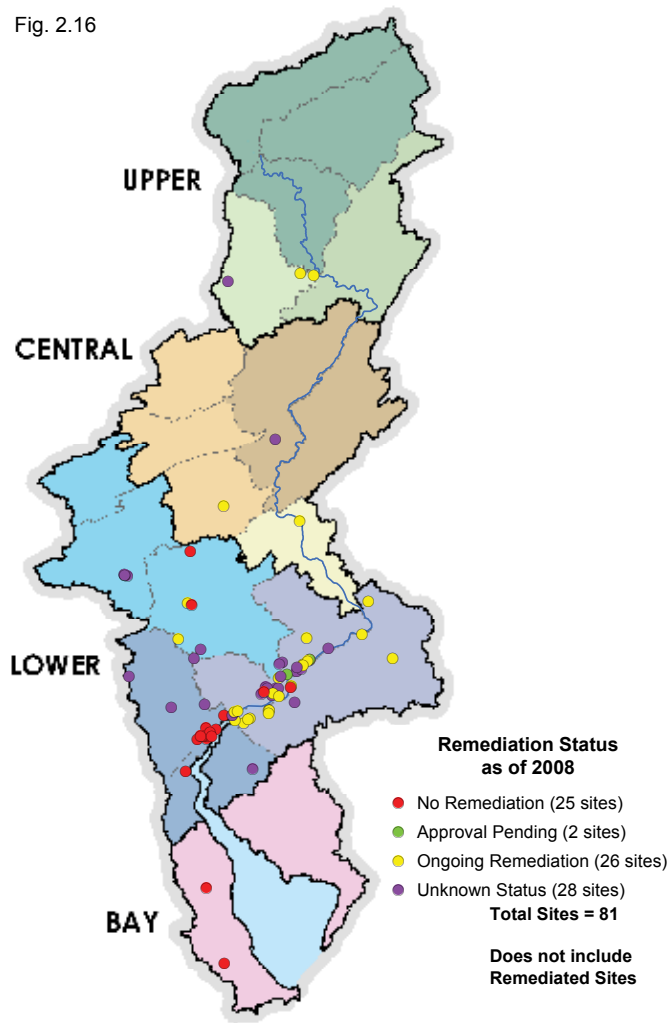 Fig. 2.16
UPPER
CENTRAL
LOWER
BAY
Remediation Status
as of 2008
No Remediation (25 sites)
Approval Pending (2 sites)
Ongoing Remediation (26 sites)
Unknown Status (28 sites)
Total Sites = 81
Does not include
Remediated Sites